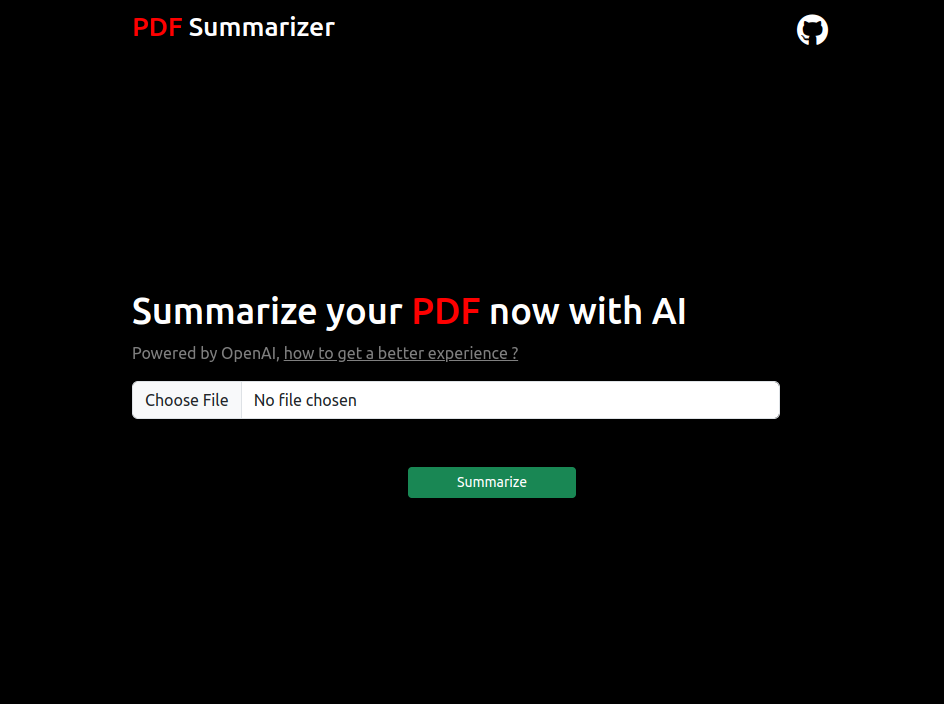 PDF Summarizer
Summarize your PDF now with AI
Powered by OpenAI, how to get a better experience ?
Choose File No file chosen
Summarize